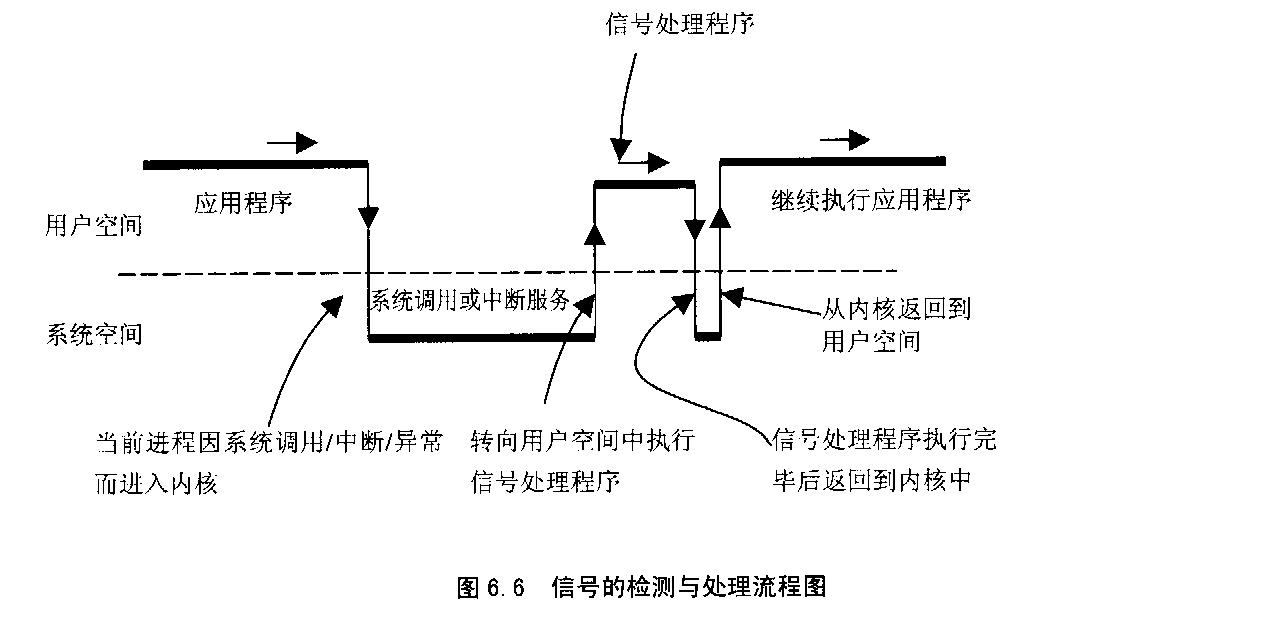 信号处理程序
应用程序
继续执行应用程序
用户空间
系统调用或中断服务
系统空间
从内核返回到
用户空间
当前进程因系统调用/中断/异常
而进入内核
转向用户空间中执行
信号处理程序
信号处理程序执行完
毕后返回到内核中
图 6.6 信号的检测与处理流程图